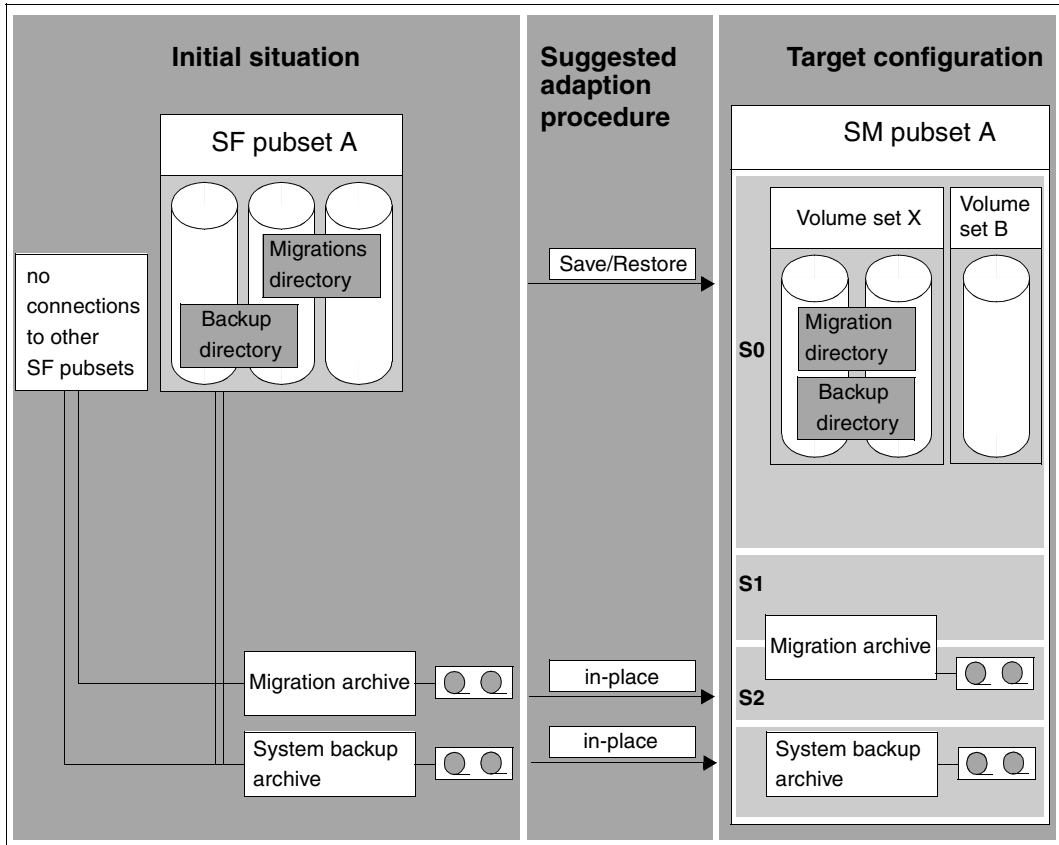 Initial situation
SF pubset A
Migrations
directory
Backup
directory
no
connections
to other
SF pubsets
Migration archive
System backup
archive
Suggested
adaption
procedure
Save/Restore
in-place
in-place
Target configuration
SM pubset A
Volume set X
Volume
set B
S0
Migration
directory
Backup
directory
S1
Migration archive
S2
System backup
archive